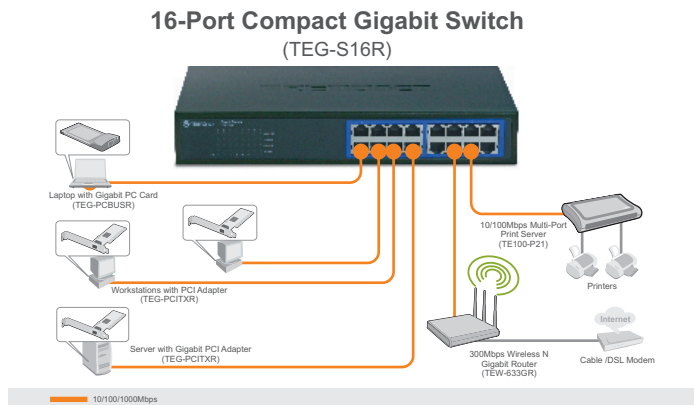 16-Port Compact Gigabit Switch
(TEG-S16R)
Laptop with Gigabit PC Card
(TEG-PCBUSR)
10/100Mbps Multi-Port
Print Server
(TE100-P21)
Printers
Workstations with PCI Adapter
(TEG-PCITXR)
Internet
Server with Gigabit PCI Adapter
(TEG-PCITXR)
300Mbps Wireless N
Gigabit Router
(TEW-633GR)
Cable /DSL Modem
10/100/1000Mbps